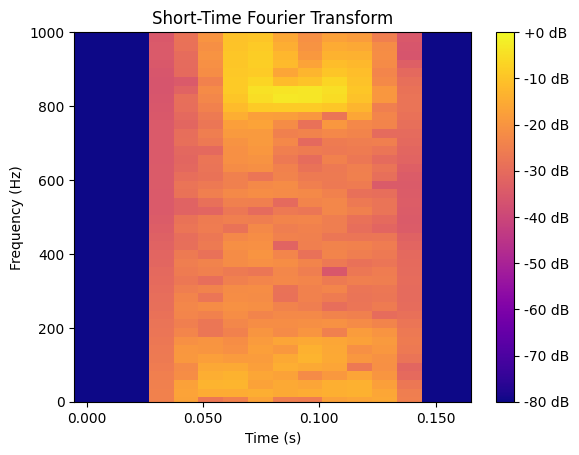 Short-Time Fourier Transform
1000
800
600
400
200
0
Frequency (Hz)
0.000
0.050
0.100
0.150
Time (s)
+0 dB
-10 dB
-20 dB
-30 dB
-40 dB
-50 dB
-60 dB
-70 dB
-80 dB